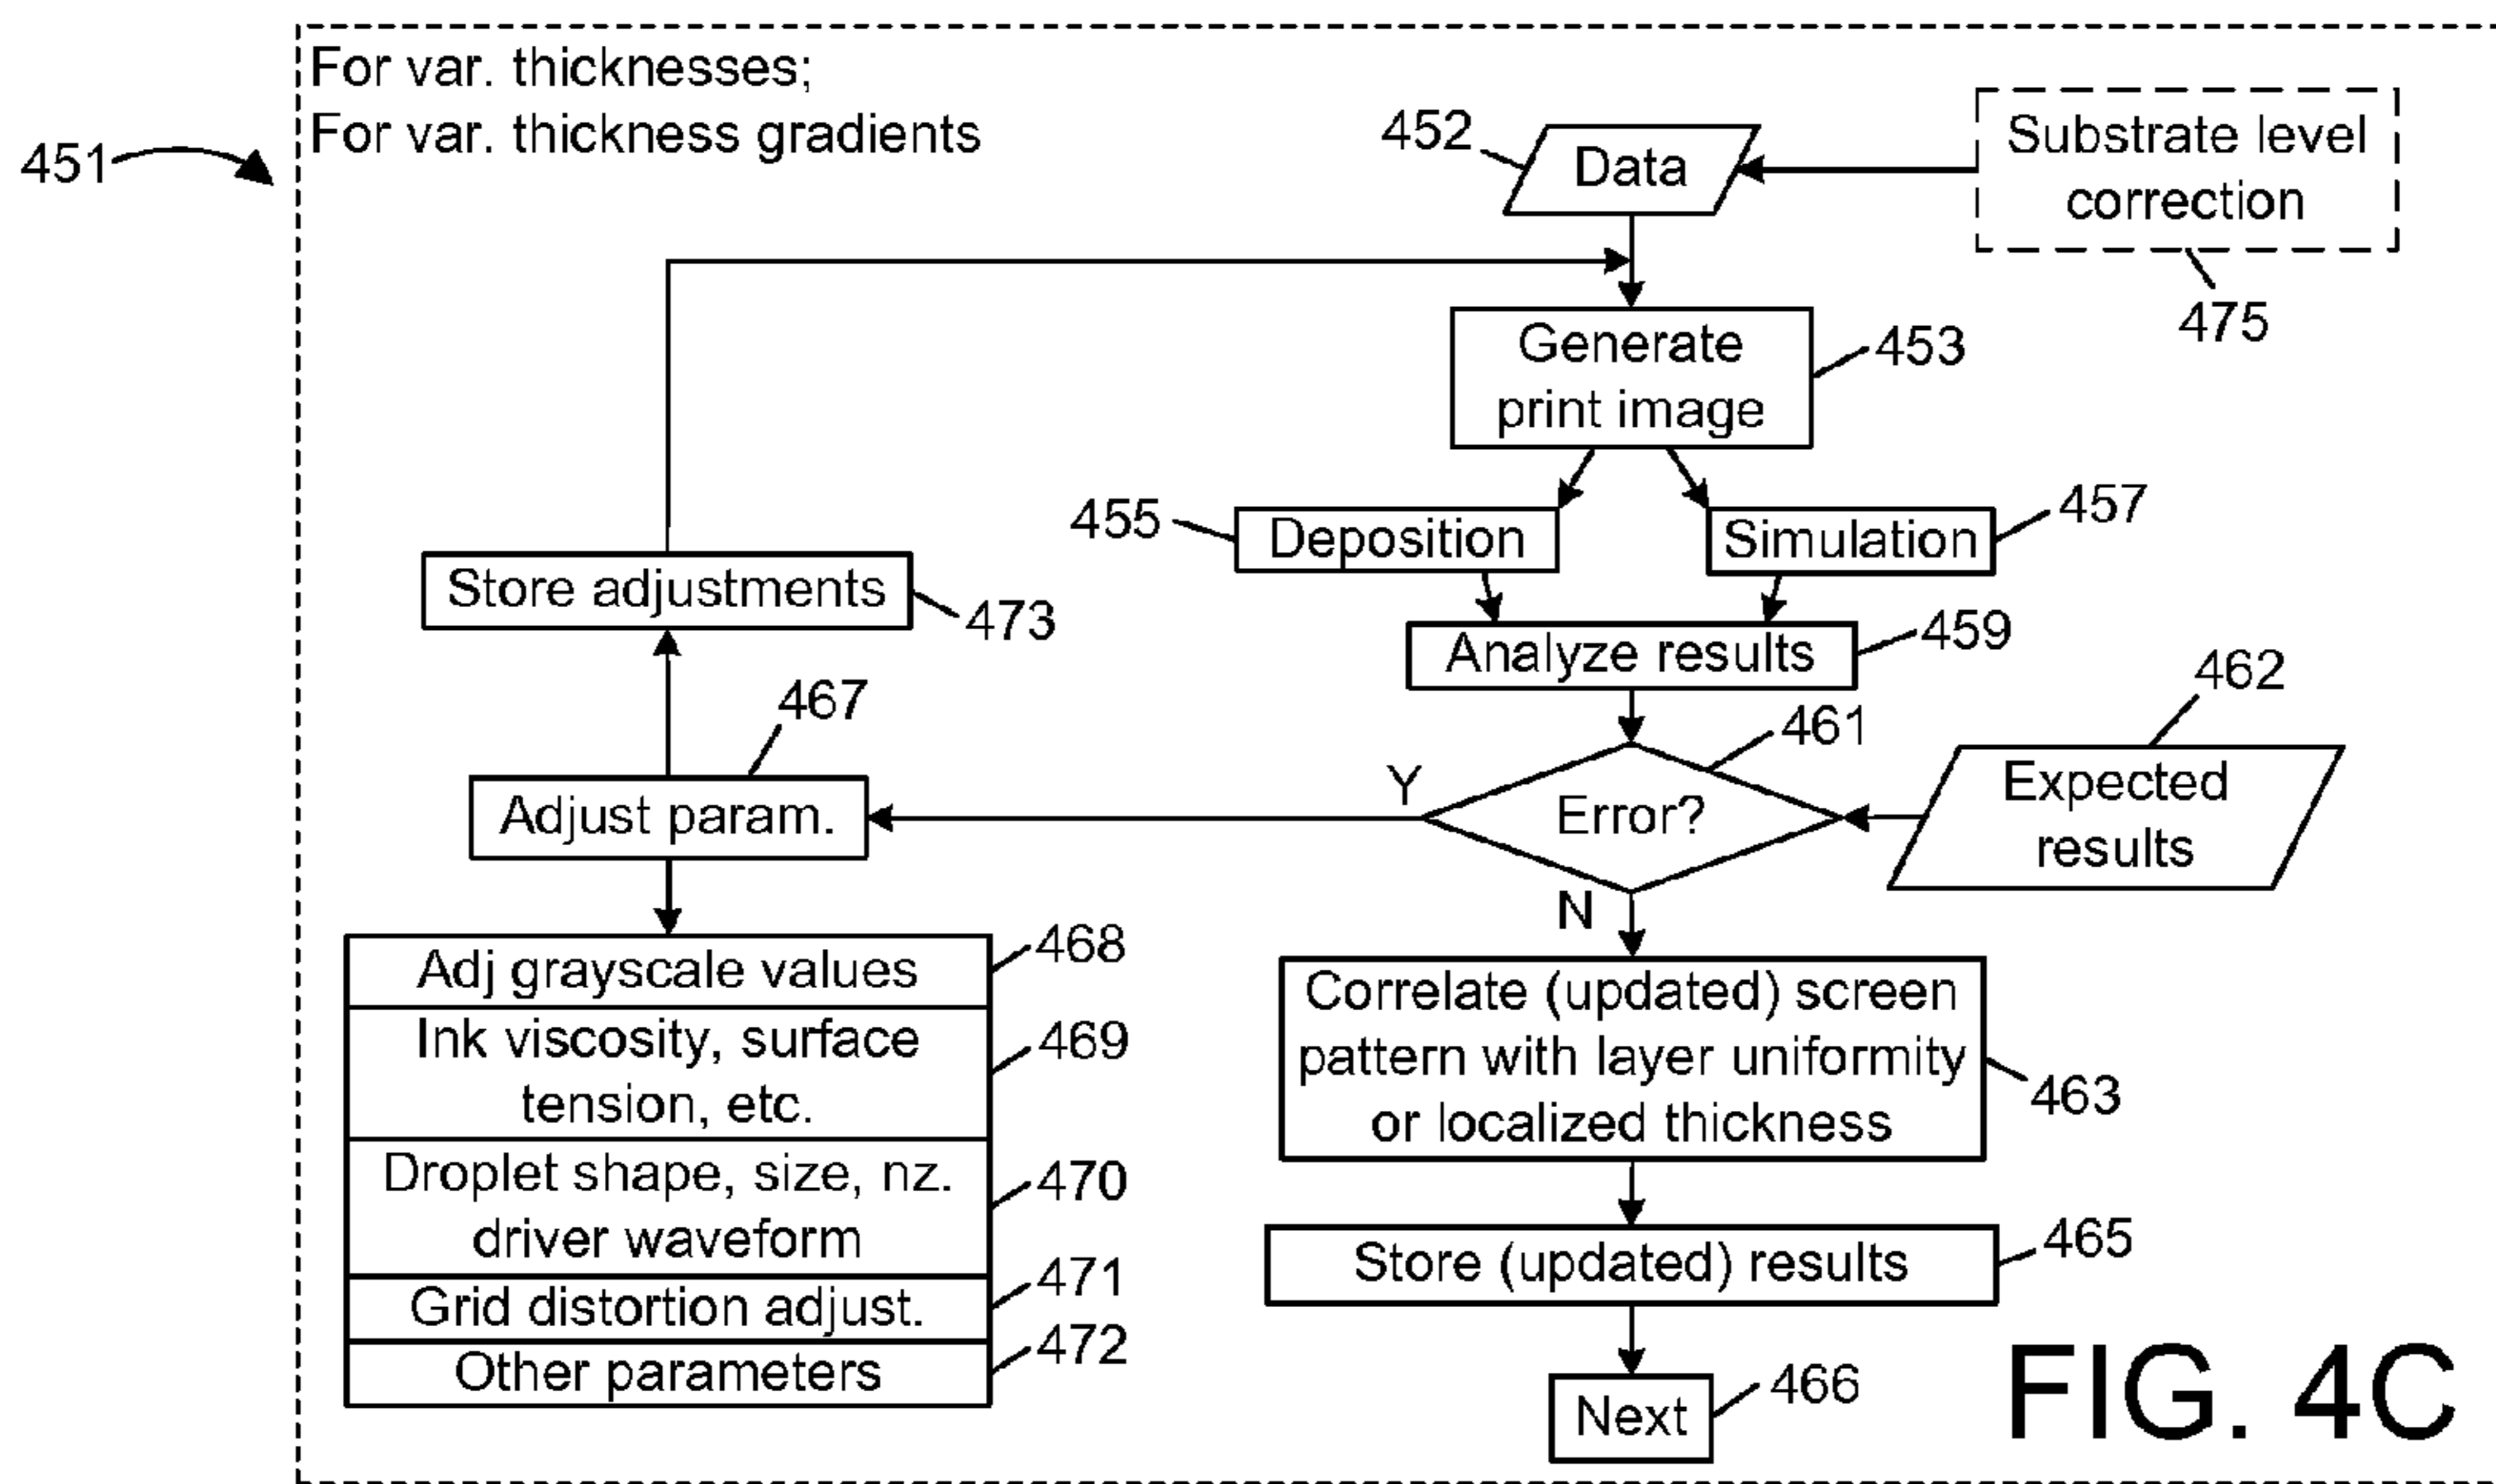 For var. thicknesses;
For var. thickness gradients
451
452
Data
Substrate level
correction
475
Generate
print image
453
455
Deposition
Simulation
457
Store adjustments
473
Analyze results
459
462
467
461
Adjust param.
Y
Error?
Expected
results
N
Adj grayscale values
468
Ink viscosity, surface
tension, etc.
469
Droplet shape, size, nz.
driver waveform
470
Grid distortion adjust.
471
Other parameters
472
Correlate (updated) screen
pattern with layer uniformity
or localized thickness
463
Store (updated) results
465
Next
466
FIG. 4C